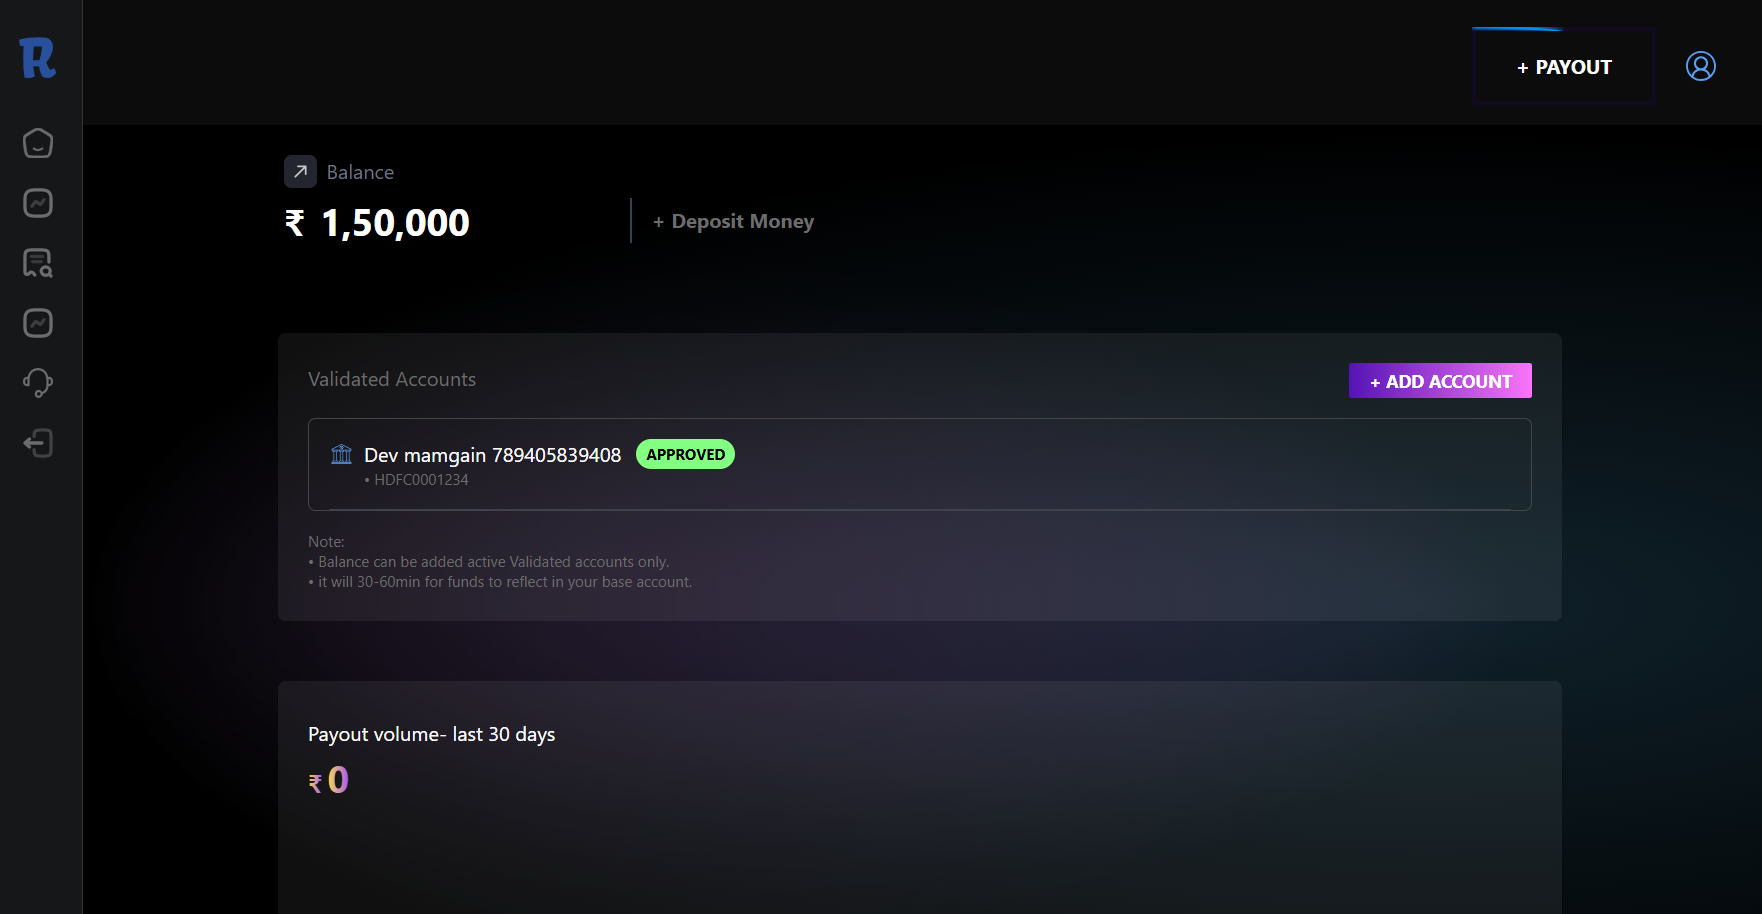 R
+ PAYOUT
Balance
₹ 1,50,000
+ Deposit Money
Validated Accounts
+ ADD ACCOUNT
Dev mamgain 789405839408 APPROVED
• HDFC0001234
Note:
• Balance can be added active Validated accounts only.
• it will 30-60min for funds to reflect in your base account.
Payout volume- last 30 days
₹ 0